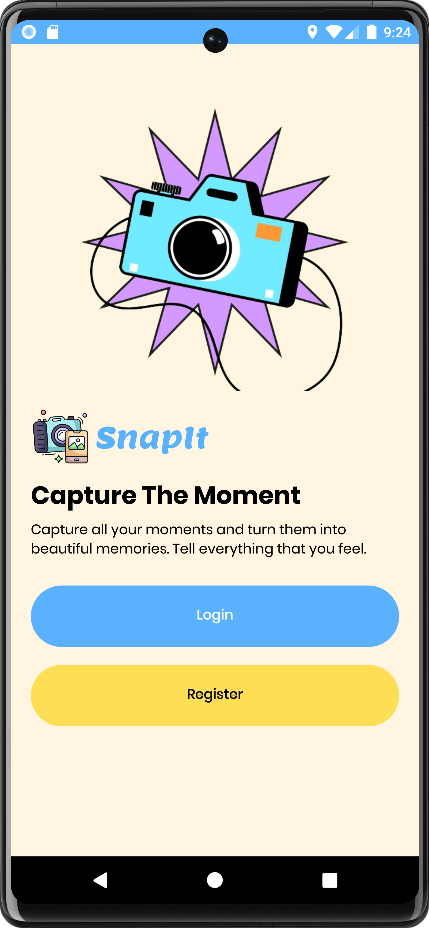 9:24
SnapIt
Capture The Moment
Capture all your moments and turn them into
beautiful memories. Tell everything that you feel.
Login
Register